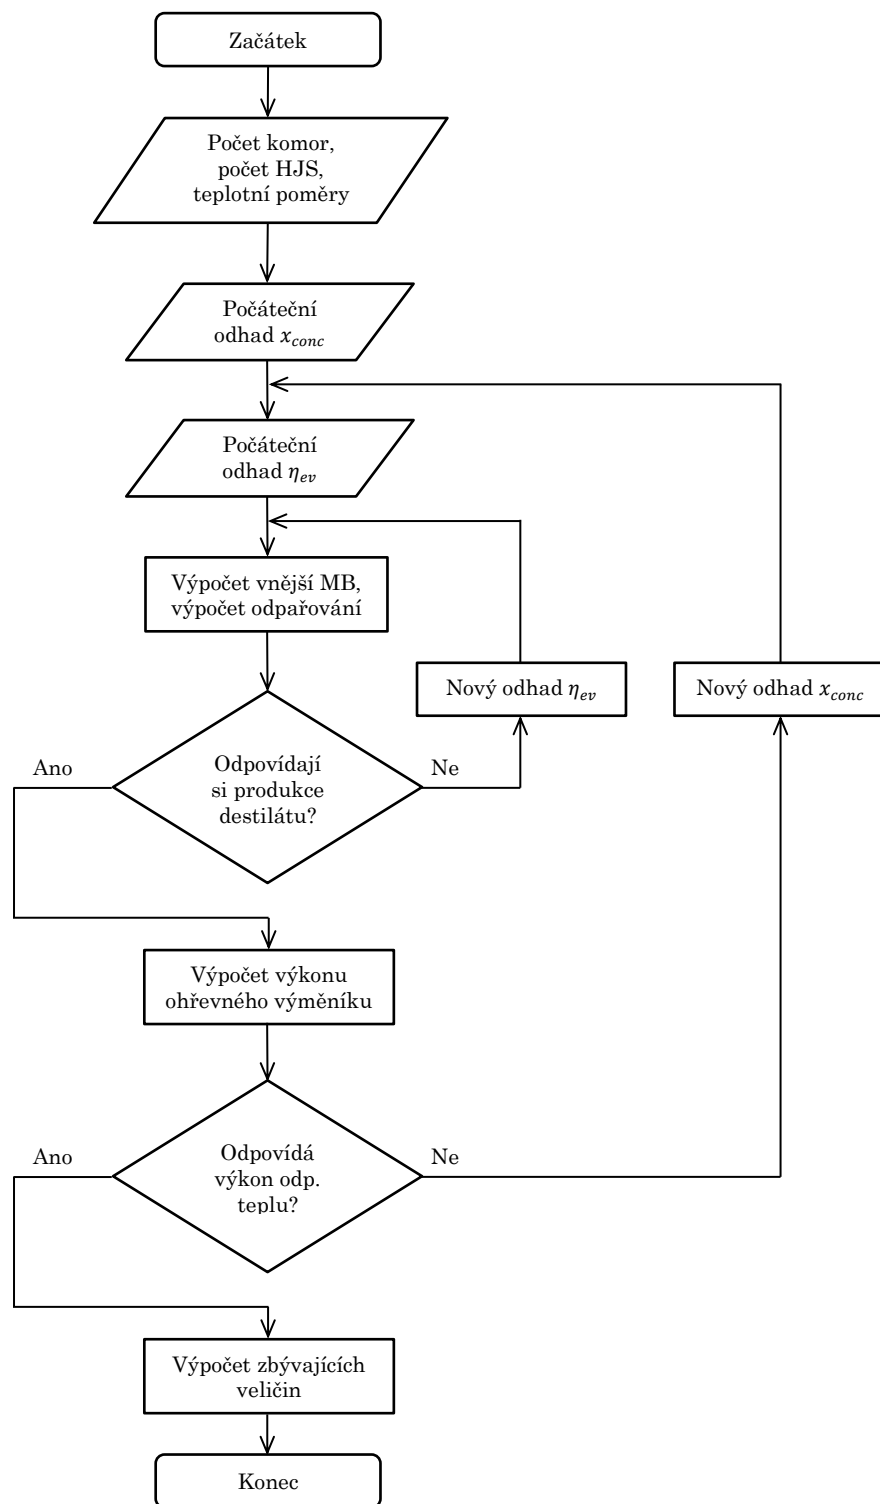 Začátek
Počet komor,
počet HJS,
teplotní poměry
Počáteční
odhad x_conc
Počáteční
odhad η_ev
Výpočet vnější MB,
výpočet odpařování
Nový odhad η_ev
Nový odhad x_conc
Ano
Odpovídají
si produkce
destilátu?
Ne
Výpočet výkonu
ohřevného výměníku
Ano
Odpovídá
výkon odp.
teplu?
Ne
Výpočet zbývajících
veličin
Konec